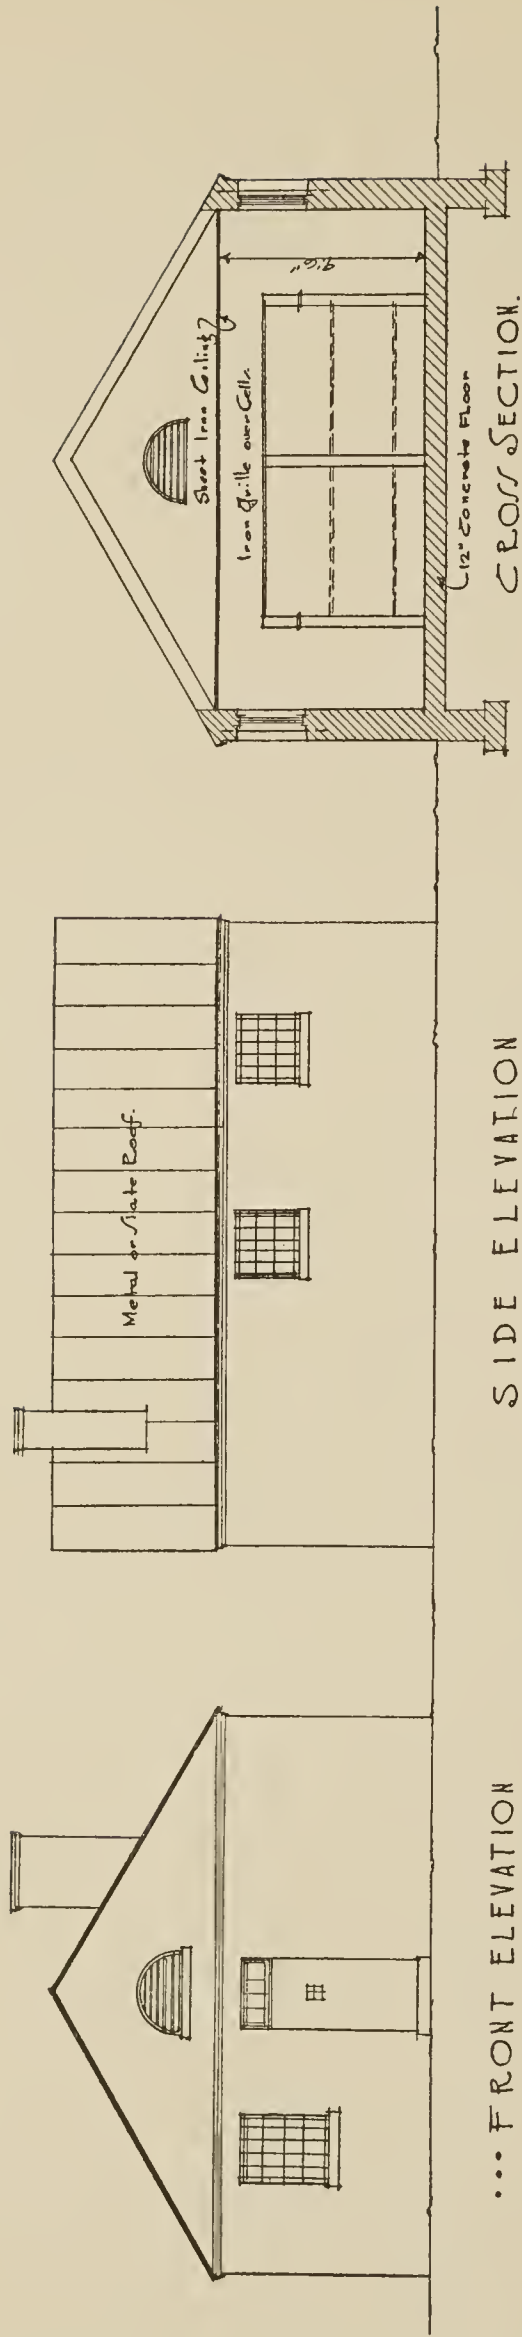 Metal or Slate Roof.
Sheet Iron Ceiling
Iron Grille over Cells
9'6"
12" Concrete Floor
... FRONT ELEVATION
SIDE ELEVATION
CROSS SECTION.